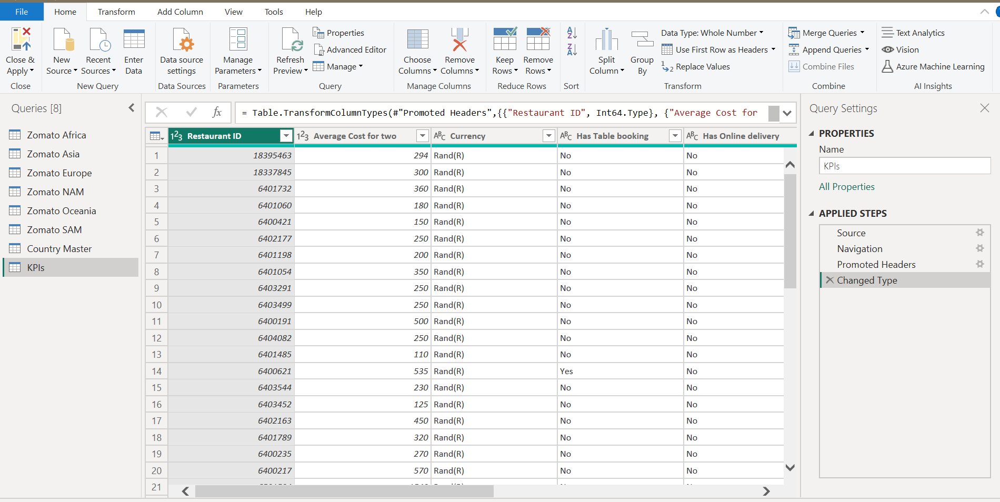 File Home Transform Add Column View Tools Help
Close & Apply
New Source
Recent Sources
Enter Data
Data source settings
Manage Parameters
Refresh Preview
Properties
Advanced Editor
Manage
Choose Columns
Remove Columns
Keep Rows
Remove Rows
Split Column
Group By
Data Type: Whole Number
Use First Row as Headers
Replace Values
Merge Queries
Append Queries
Combine Files
Text Analytics
Vision
Azure Machine Learning
Close New Query Data Sources Parameters Query Manage Columns Reduce Rows Sort Transform Combine AI Insights
Queries [8]
Zomato Africa
Zomato Asia
Zomato Europe
Zomato NAM
Zomato Oceania
Zomato SAM
Country Master
KPIs
fx = Table.TransformColumnTypes(#"Promoted Headers",{{"Restaurant ID", Int64.Type}, {"Average Cost for
123 Restaurant ID 123 Average Cost for two ABC Currency ABC Has Table booking ABC Has Online delivery
1 18395463 294 Rand(R) No No
2 18337845 300 Rand(R) No No
3 6401732 360 Rand(R) No No
4 6401060 180 Rand(R) No No
5 6400421 150 Rand(R) No No
6 6402177 250 Rand(R) No No
7 6401198 200 Rand(R) No No
8 6401054 350 Rand(R) No No
9 6403291 250 Rand(R) No No
10 6403499 250 Rand(R) No No
11 6400191 500 Rand(R) No No
12 6404082 250 Rand(R) No No
13 6401485 110 Rand(R) No No
14 6400621 535 Rand(R) Yes No
15 6403544 230 Rand(R) No No
16 6403452 125 Rand(R) No No
17 6402163 450 Rand(R) No No
18 6401789 320 Rand(R) No No
19 6400235 270 Rand(R) No No
20 6400217 570 Rand(R) No No
21
Query Settings
PROPERTIES
Name
KPIs
All Properties
APPLIED STEPS
Source
Navigation
Promoted Headers
Changed Type